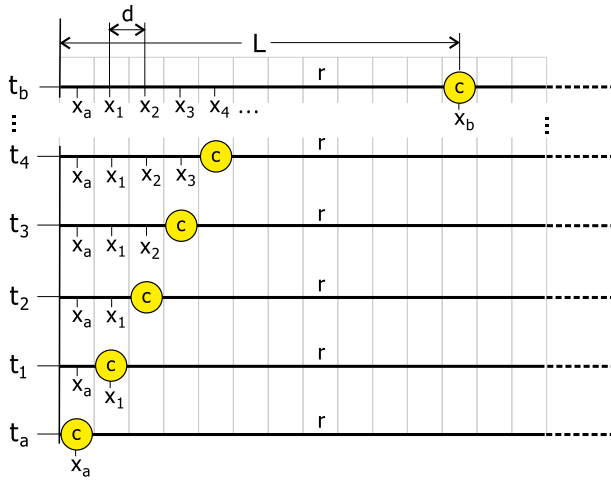 d
L
t_b r c
x_a x_1 x_2 x_3 x_4 ... x_b
⋮ ⋮
t_4 c r
x_a x_1 x_2 x_3
t_3 c r
x_a x_1 x_2
t_2 c r
x_a x_1
t_1 c r
x_a x_1
t_a c r
x_a